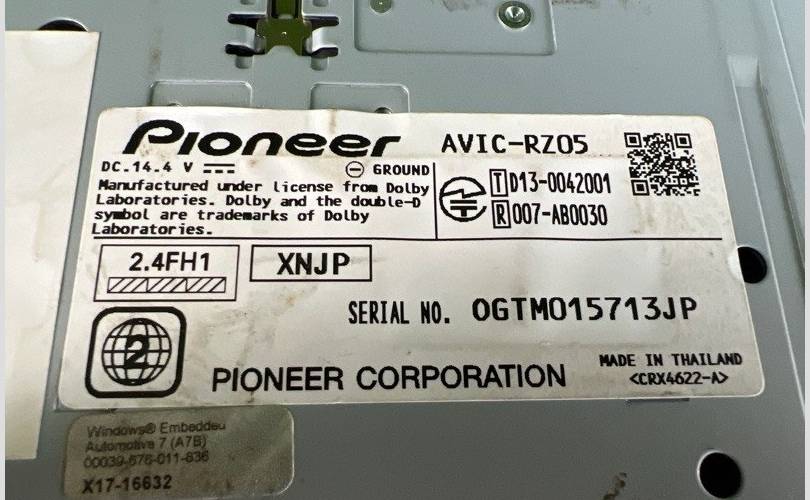 Pioneer
AVIC-RZ05
DC.14.4 V
GROUND
Manufactured under license from Dolby
Laboratories. Dolby and the double-D
symbol are trademarks of Dolby
Laboratories.
T D13-0042001
R 007-AB0030
2.4FH1
XNJP
SERIAL NO. OGTM015713JP
2
PIONEER CORPORATION
MADE IN THAILAND
<CRX4622-A>
Windows® Embedded
Automotive 7 (A7B)
00039-676-011-636
X17-16632